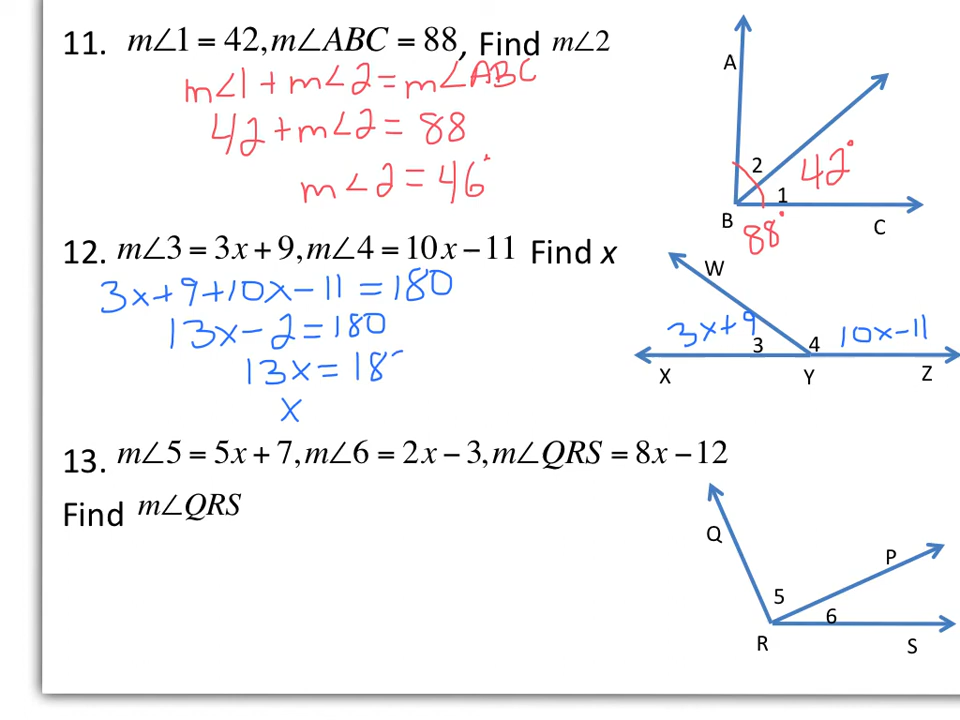 11. m∠1 = 42, m∠ABC = 88, Find m∠2
m∠1 + m∠2 = m∠ABC
42 + m∠2 = 88
m∠2 = 46°
A
2
42°
1
B
88°
C
12. m∠3 = 3x + 9, m∠4 = 10x − 11 Find x
3x + 9 + 10x − 11 = 180
13x − 2 = 180
13x = 18
x
W
3x + 9
3
4
10x − 11
X
Y
Z
13. m∠5 = 5x + 7, m∠6 = 2x − 3, m∠QRS = 8x − 12
Find m∠QRS
Q
P
5
6
R
S